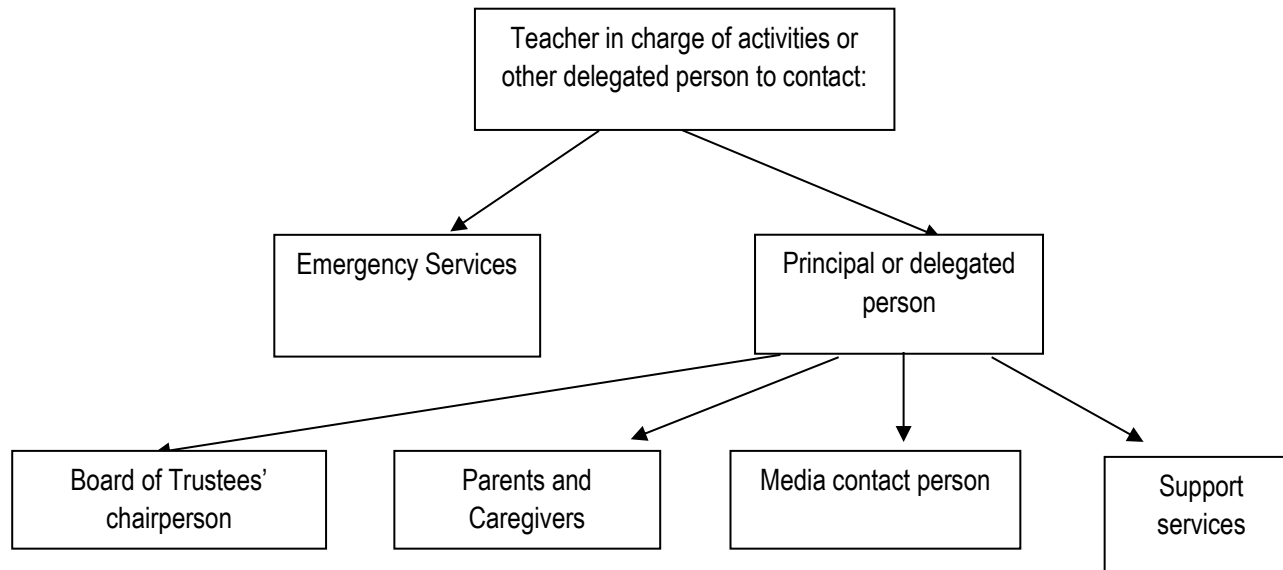 Teacher in charge of activities or
other delegated person to contact:
Emergency Services
Principal or delegated
person
Board of Trustees’
chairperson
Parents and
Caregivers
Media contact person
Support
services